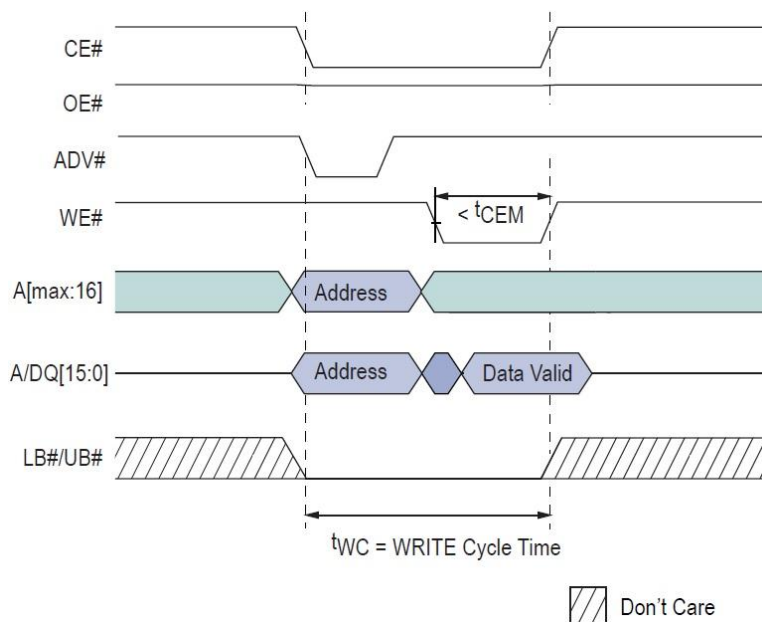 CE#
OE#
ADV#
WE#
< tCEM
A[max:16]
Address
A/DQ[15:0]
Address
Data Valid
LB#/UB#
tWC = WRITE Cycle Time
Don't Care